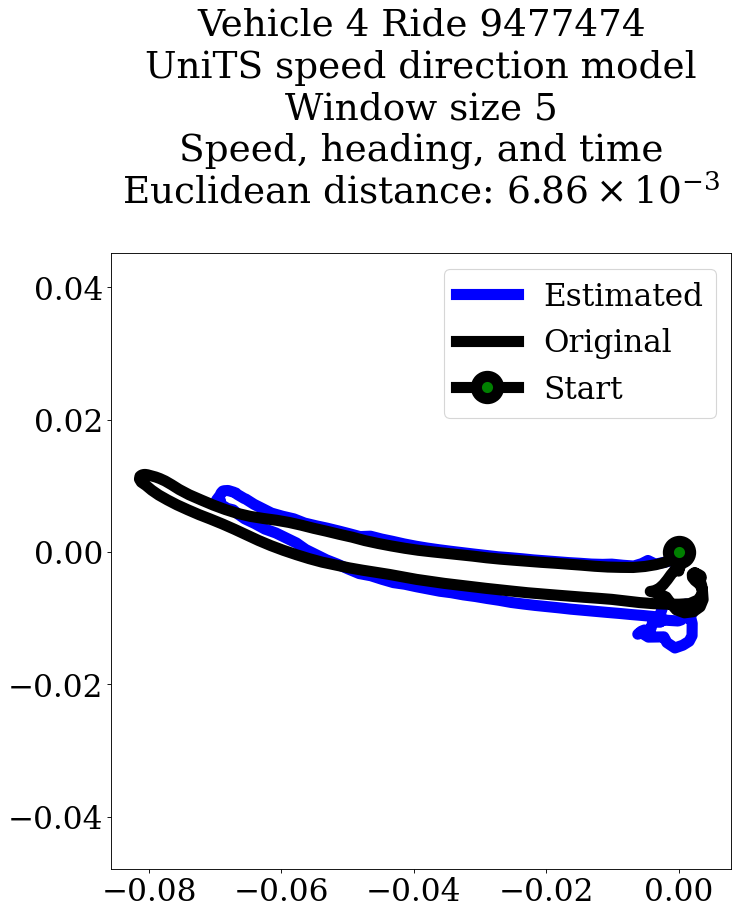 Vehicle 4 Ride 9477474
UniTS speed direction model
Window size 5
Speed, heading, and time
Euclidean distance: 6.86 × 10⁻³
Estimated
Original
Start
0.04
0.02
0.00
−0.02
−0.04
−0.08 −0.06 −0.04 −0.02 0.00